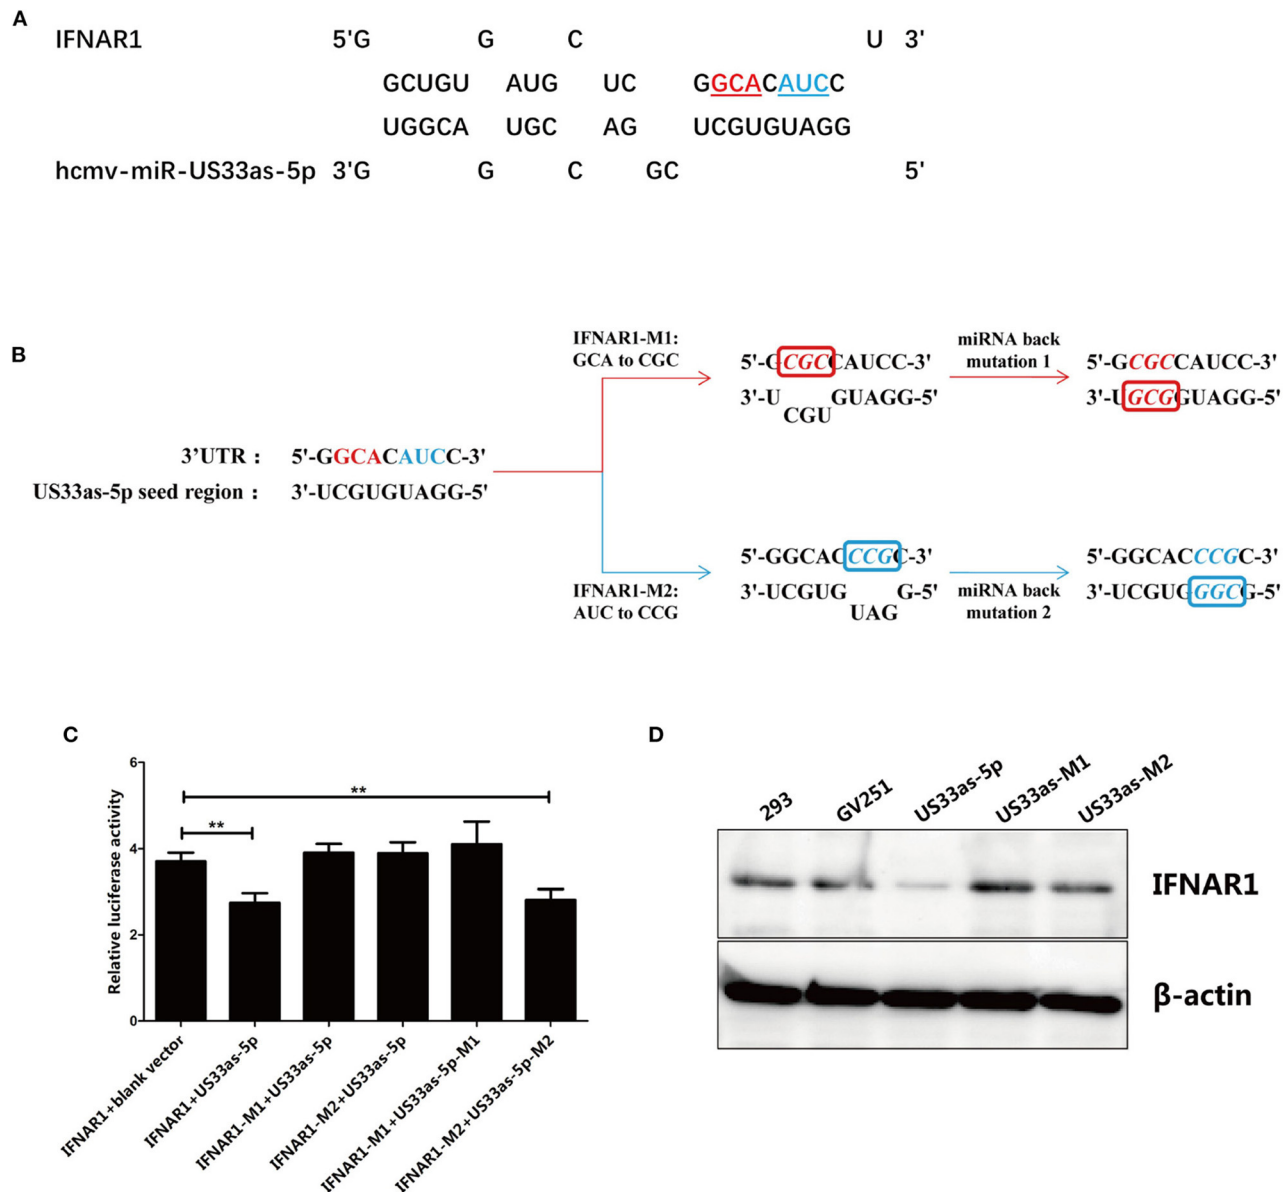 A
IFNAR1 5'G G C U 3'
GCUGU AUG UC GGCACAUCC
UGGCA UGC AG UCGUGUAGG
hcmv-miR-US33as-5p 3'G G C GC 5'
B
IFNAR1-M1:
GCA to CGC
5'-GCGCCAUCC-3'
3'-U GUAGG-5'
CGU
miRNA back
mutation 1
5'-GCGCCAUCC-3'
3'-UGCGGUAGG-5'
3'UTR : 5'-GGCACAUCC-3'
US33as-5p seed region : 3'-UCGUGUAGG-5'
IFNAR1-M2:
AUC to CCG
5'-GGCACCCGC-3'
3'-UCGUG G-5'
UAG
miRNA back
mutation 2
5'-GGCACCCGC-3'
3'-UCGUGGGCG-5'
C
Relative luciferase activity
6
4
2
0
**
**
IFNAR1+blank vector
IFNAR1+US33as-5p
IFNAR1-M1+US33as-5p
IFNAR1-M2+US33as-5p
IFNAR1-M1+US33as-5p-M1
IFNAR1-M2+US33as-5p-M2
D
293
GV251
US33as-5p
US33as-M1
US33as-M2
IFNAR1
β-actin